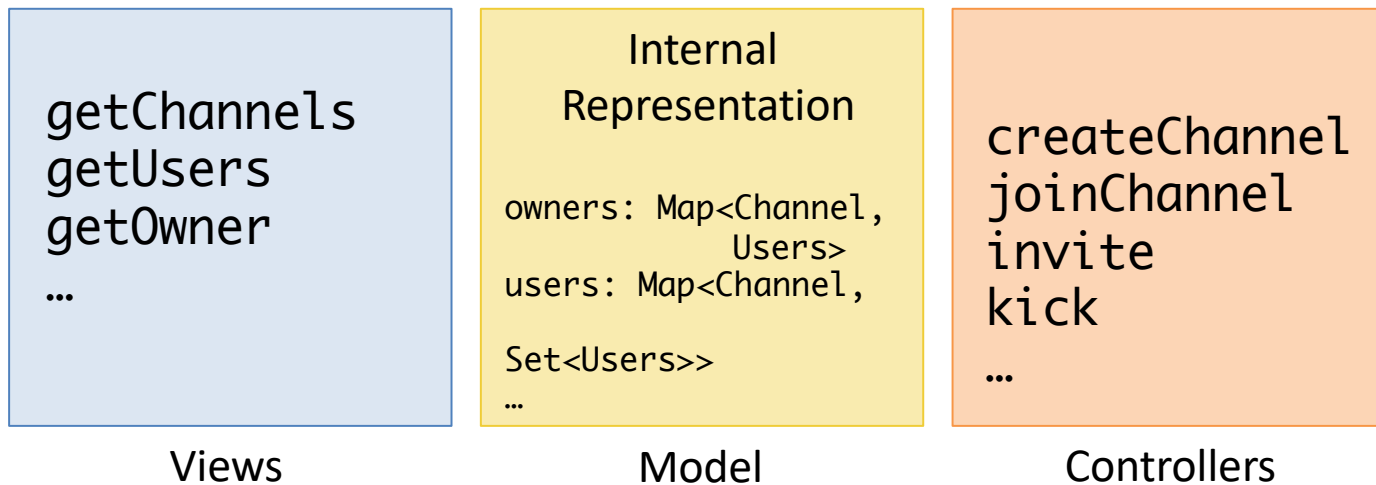 getChannels
getUsers
getOwner
…
Views
Internal
Representation
owners: Map<Channel,
Users>
users: Map<Channel,
Set<Users>>
…
Model
createChannel
joinChannel
invite
kick
…
Controllers